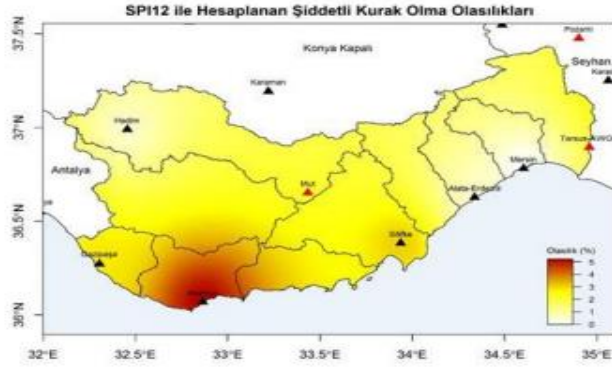 SPI12 ile Hesaplanan Şiddetli Kurak Olma Olasılıkları
37.5°N
37°N
36.5°N
36°N
Konya Kapalı
Pozantı
Seyhan
Karaman
Hadim
Antalya
Mut
Mersin
Alata-Erdemli
Silifke
Gazipaşa
Olasılık (%)
5
4
3
2
1
0
32°E
32.5°E
33°E
33.5°E
34°E
34.5°E
35°E